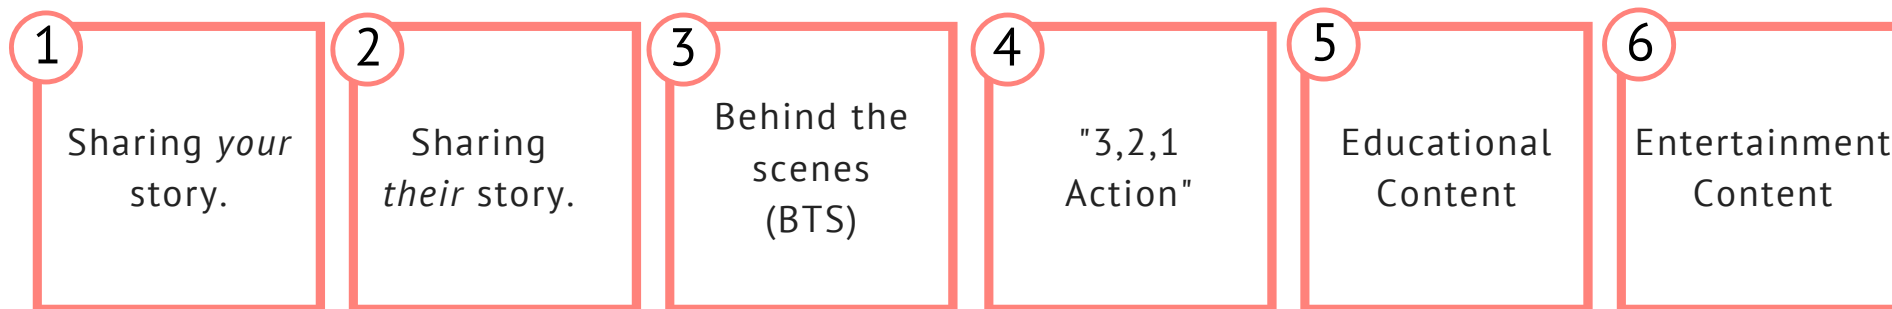 1
Sharing your
story.
2
Sharing
their story.
3
Behind the
scenes
(BTS)
4
"3,2,1
Action"
5
Educational
Content
6
Entertainment
Content